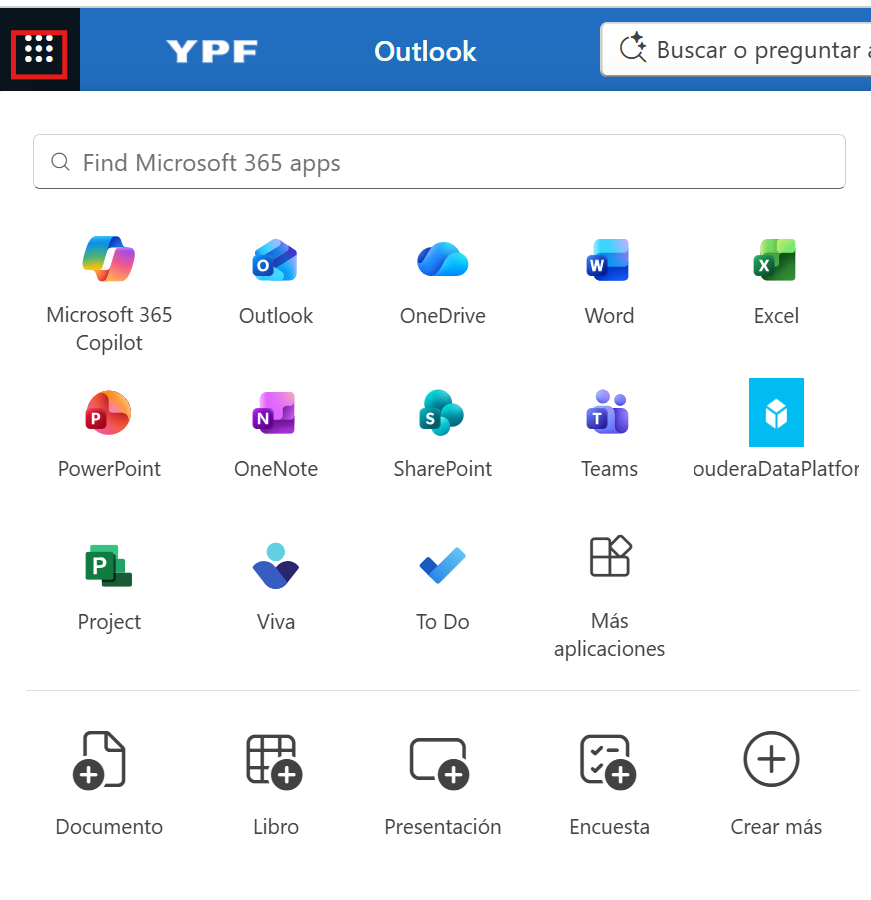 YPF
Outlook
Buscar o preguntar a
Find Microsoft 365 apps
Microsoft 365
Copilot
Outlook
OneDrive
Word
Excel
PowerPoint
OneNote
SharePoint
Teams
ouderaDataPlatfor
Project
Viva
To Do
Más
aplicaciones
Documento
Libro
Presentación
Encuesta
Crear más